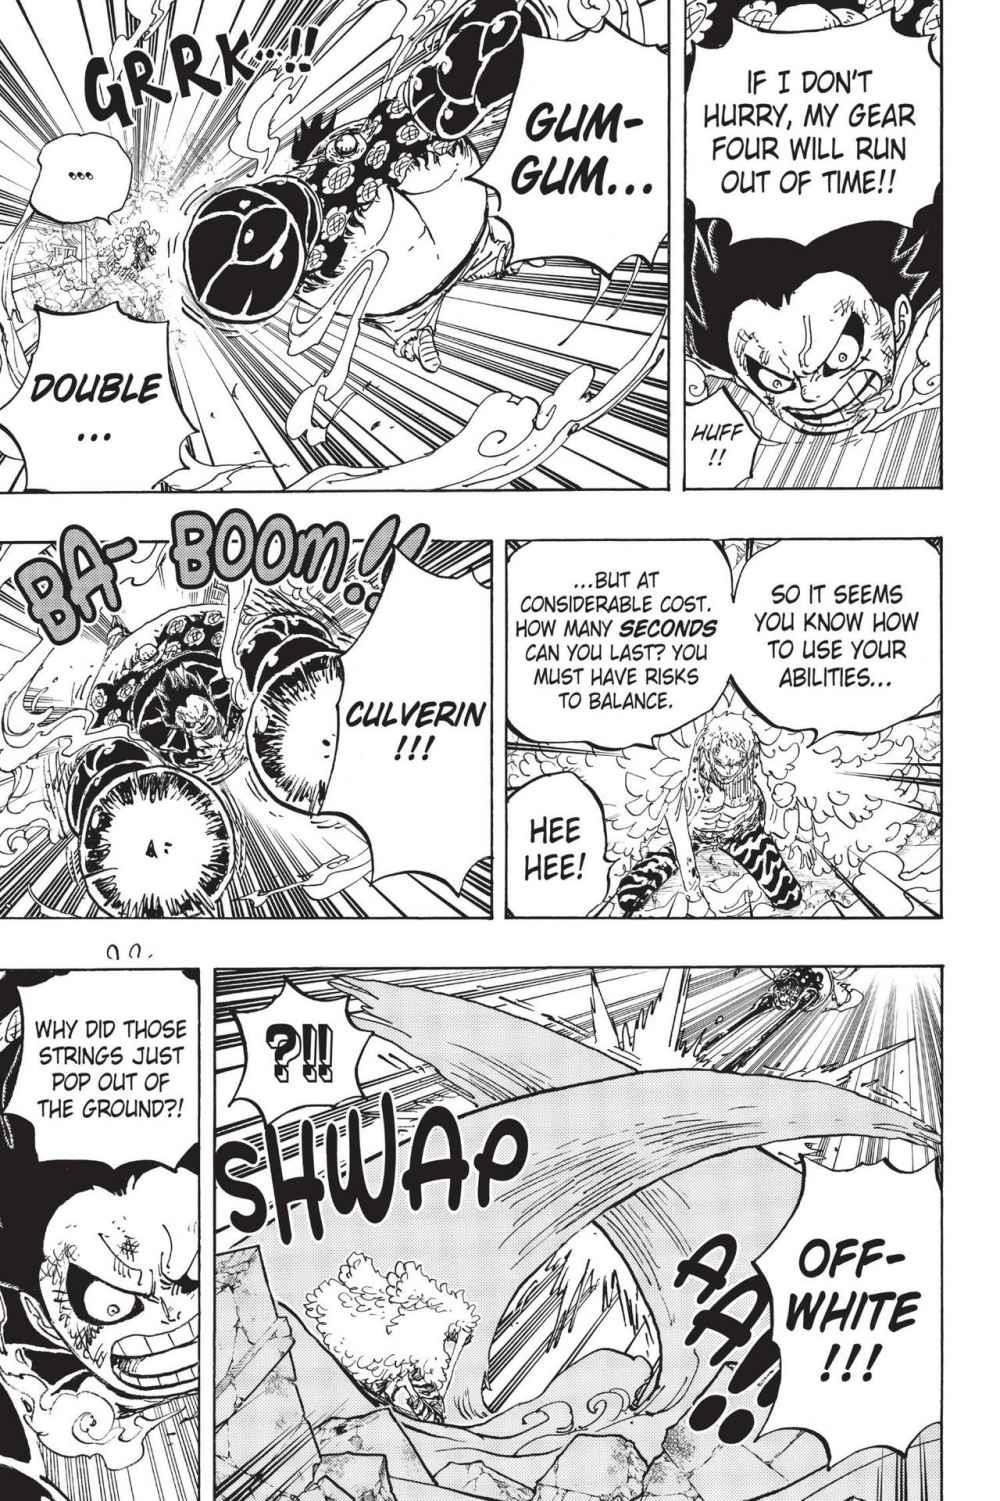 IF I DON'T
HURRY, MY GEAR
FOUR WILL RUN
OUT OF TIME!!
HUFF
!!
GUM-
GUM...
GRRK...!!
...
DOUBLE
...
SO IT SEEMS
YOU KNOW HOW
TO USE YOUR
ABILITIES...
...BUT AT
CONSIDERABLE COST.
HOW MANY SECONDS
CAN YOU LAST? YOU
MUST HAVE RISKS
TO BALANCE.
HEE
HEE!
CULVERIN
!!!
BA-BOOM!!
OFF-
WHITE
!!!
?!!
SHWAP
AA!!
WHY DID THOSE
STRINGS JUST
POP OUT OF
THE GROUND?!